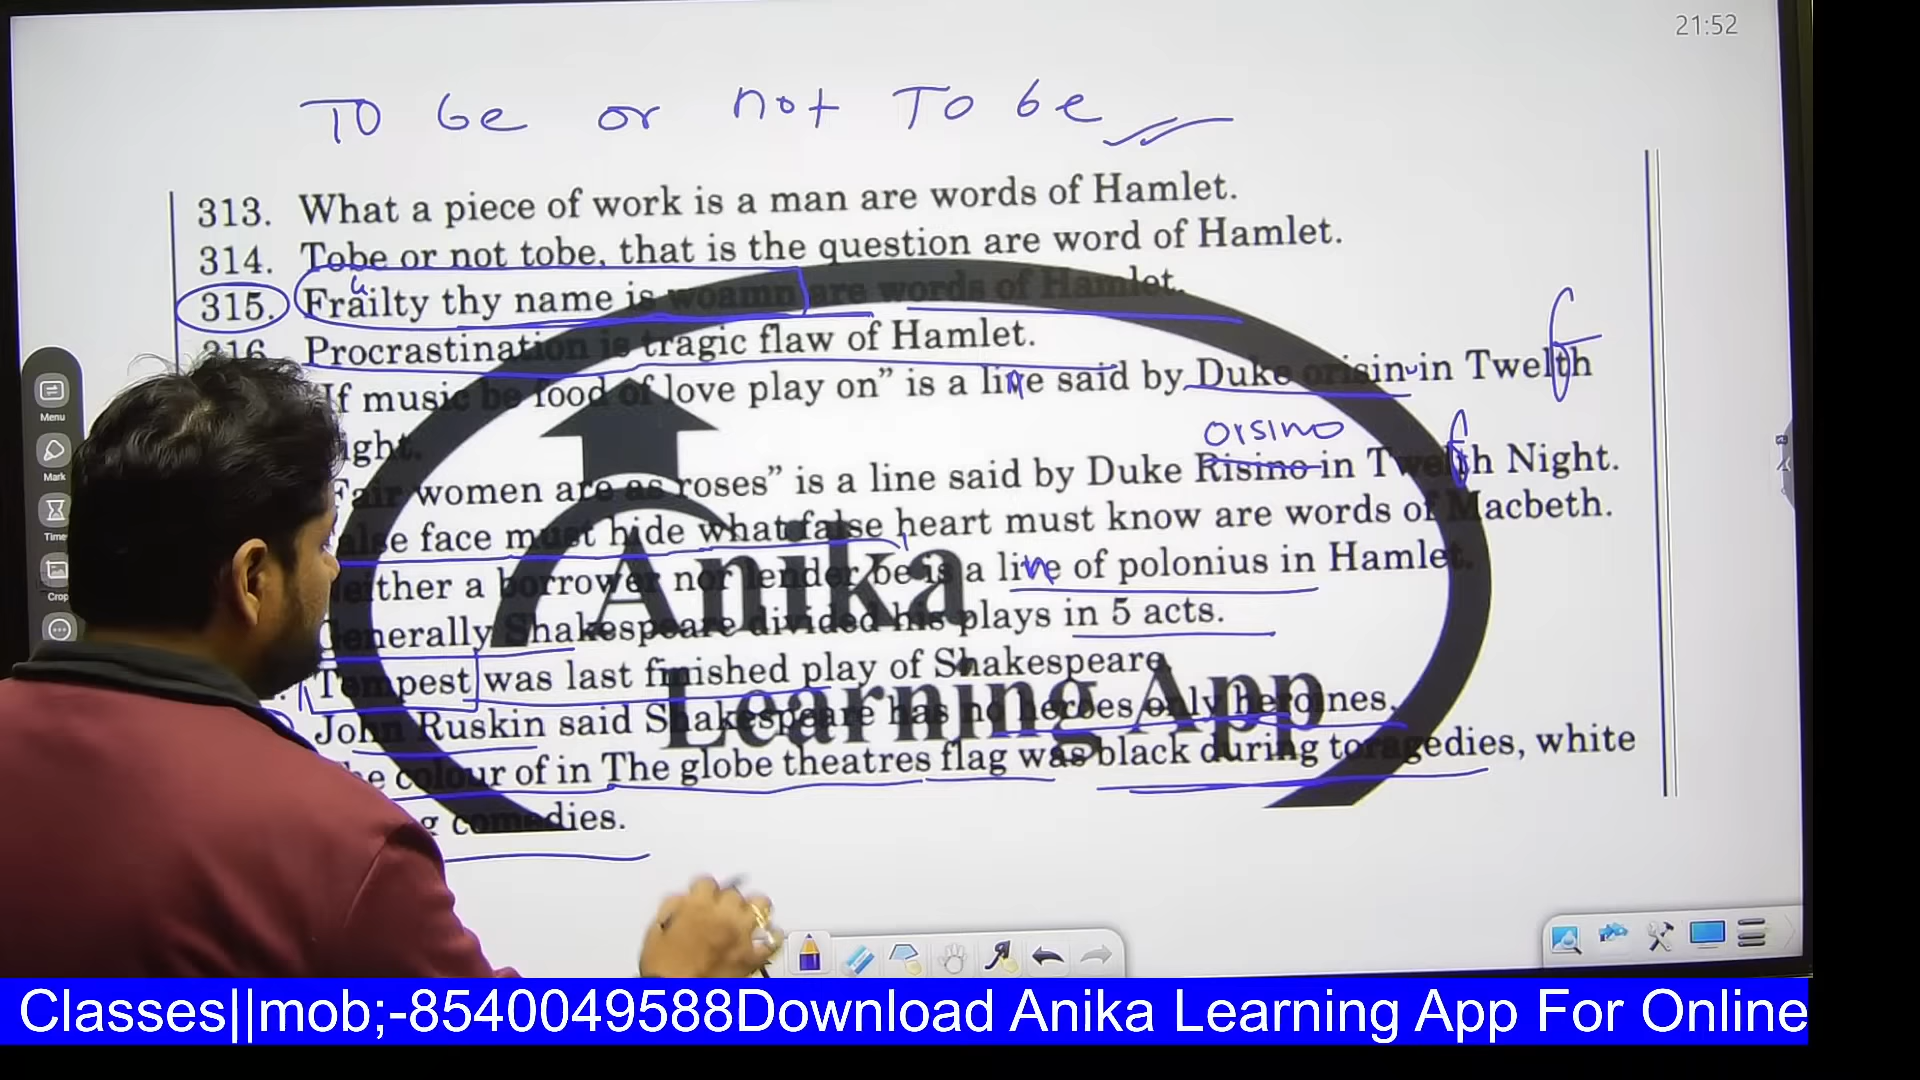 21:52
TO be or not TO be
313. What a piece of work is a man are words of Hamlet.
314. Tobe or not tobe, that is the question are word of Hamlet.
315. Frailty thy name is woamn are words of Hamlet.
316. Procrastination is tragic flaw of Hamlet.
If music be food of love play on” is a line said by Duke orisin in Twelth
ight.
orsino
Fair women are as roses” is a line said by Duke Risino in Twelth Night.
alse face must hide what false heart must know are words of Macbeth.
either a borrower nor lender be is a line of polonius in Hamlet.
Generally Shakespeare divided his plays in 5 acts.
Tempest was last finished play of Shakespeare.
John Ruskin said Shakespeare has no heroes only heroines.
he colour of in The globe theatres flag was black during toragedies, white
g comedies.
Anika
Learning App
Menu
Mark
Time
Crop
Classes||mob;-8540049588Download Anika Learning App For Online